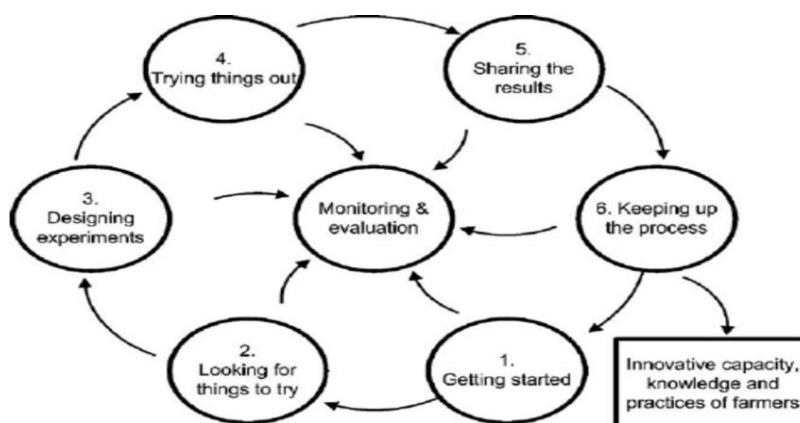 4.
Trying things out
5.
Sharing the
results
3.
Designing
experiments
Monitoring &
evaluation
6. Keeping up
the process
2.
Looking for
things to try
1.
Getting started
Innovative capacity,
knowledge and
practices of farmers